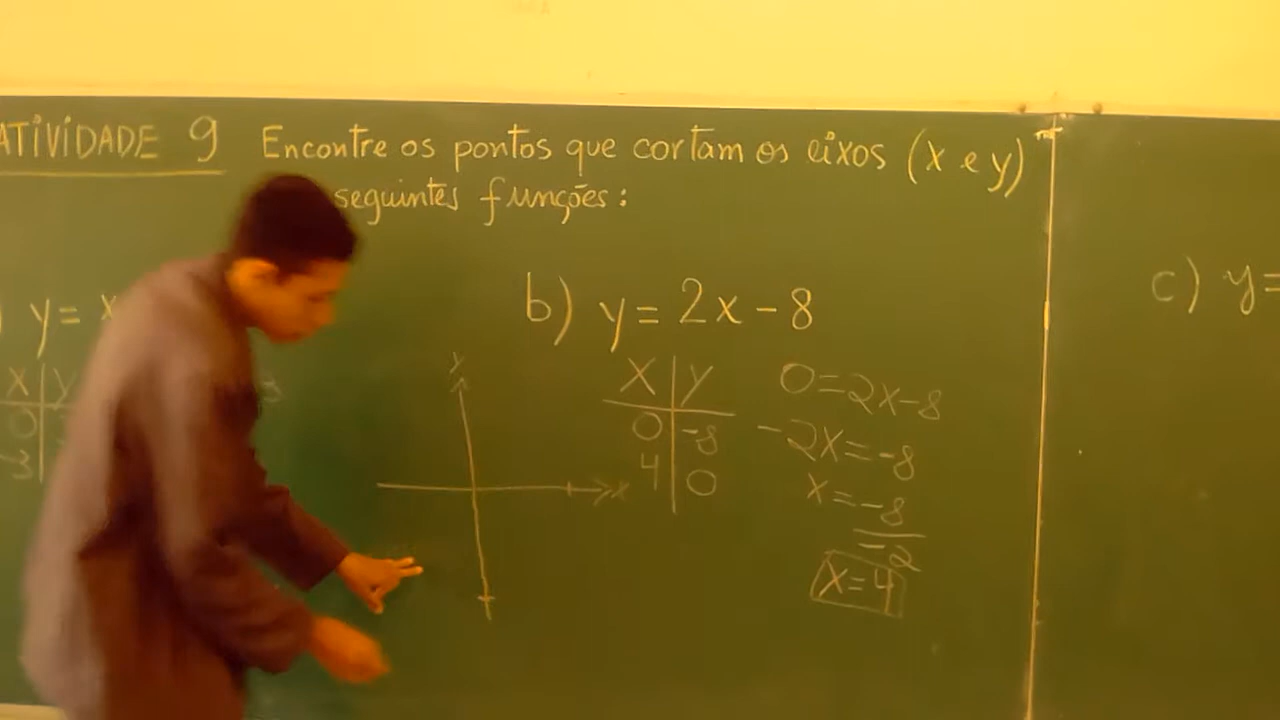 ATIVIDADE 9 Encontre os pontos que cortam os eixos (x e y)
seguintes funções:
y = x
x | y
0
3
b) y = 2x - 8
y
x
x | y
0 | -8
4 | 0
0 = 2x - 8
-2x = -8
x = -8
-2
x = 4
c) y =